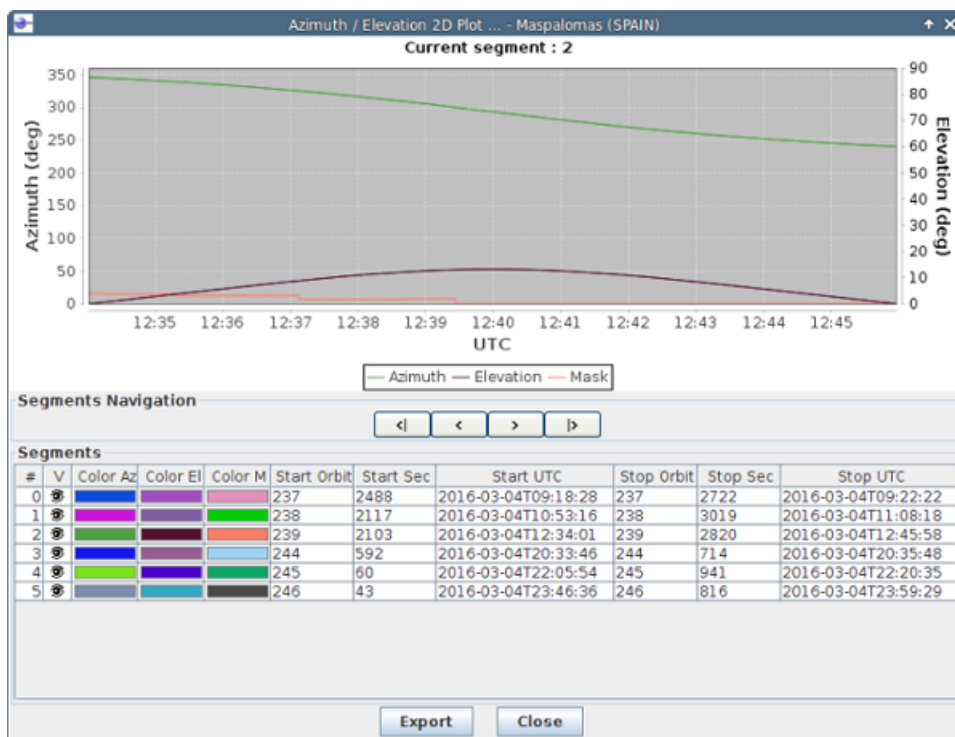 Azimuth / Elevation 2D Plot ... - Maspalomas (SPAIN)
Current segment : 2
350
300
250
200
150
100
50
0
Azimuth (deg)
90
80
70
60
50
40
30
20
10
0
Elevation (deg)
12:35 12:36 12:37 12:38 12:39 12:40 12:41 12:42 12:43 12:44 12:45
UTC
Azimuth Elevation Mask
Segments Navigation
<| < > |>
Segments
# V Color Az Color El Color M Start Orbit Start Sec Start UTC Stop Orbit Stop Sec Stop UTC
0 237 2488 2016-03-04T09:18:28 237 2722 2016-03-04T09:22:22
1 238 2117 2016-03-04T10:53:16 238 3019 2016-03-04T11:08:18
2 239 2103 2016-03-04T12:34:01 239 2820 2016-03-04T12:45:58
3 244 592 2016-03-04T20:33:46 244 714 2016-03-04T20:35:48
4 245 60 2016-03-04T22:05:54 245 941 2016-03-04T22:20:35
5 246 43 2016-03-04T23:46:36 246 816 2016-03-04T23:59:29
Export Close